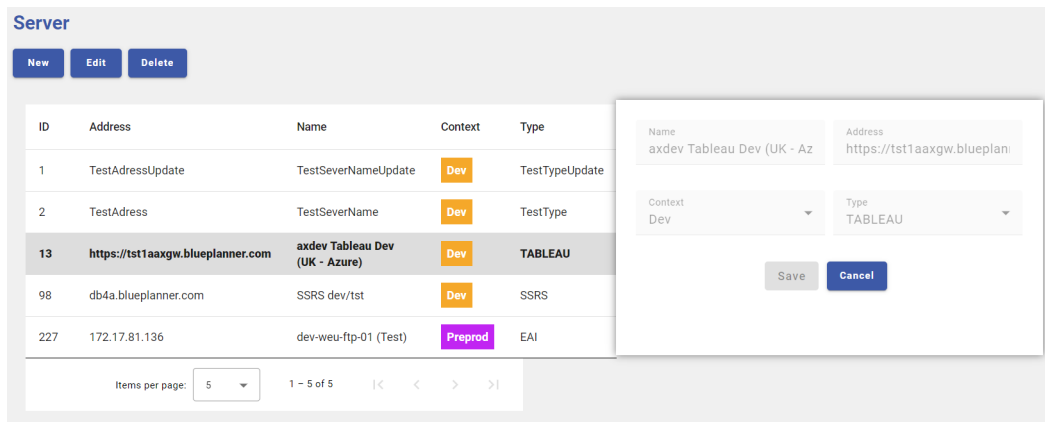 Server
New Edit Delete
ID Address Name Context Type
1 TestAdressUpdate TestSeverNameUpdate Dev TestTypeUpdate
2 TestAdress TestSeverName Dev TestType
13 https://tst1aaxgw.blueplanner.com axdev Tableau Dev (UK - Azure) Dev TABLEAU
98 db4a.blueplanner.com SSRS dev/tst Dev SSRS
227 172.17.81.136 dev-weu-ftp-01 (Test) Preprod EAI
Items per page: 5 1 – 5 of 5
Name Address
axdev Tableau Dev (UK - Az https://tst1aaxgw.blueplan
Context Type
Dev TABLEAU
Save Cancel